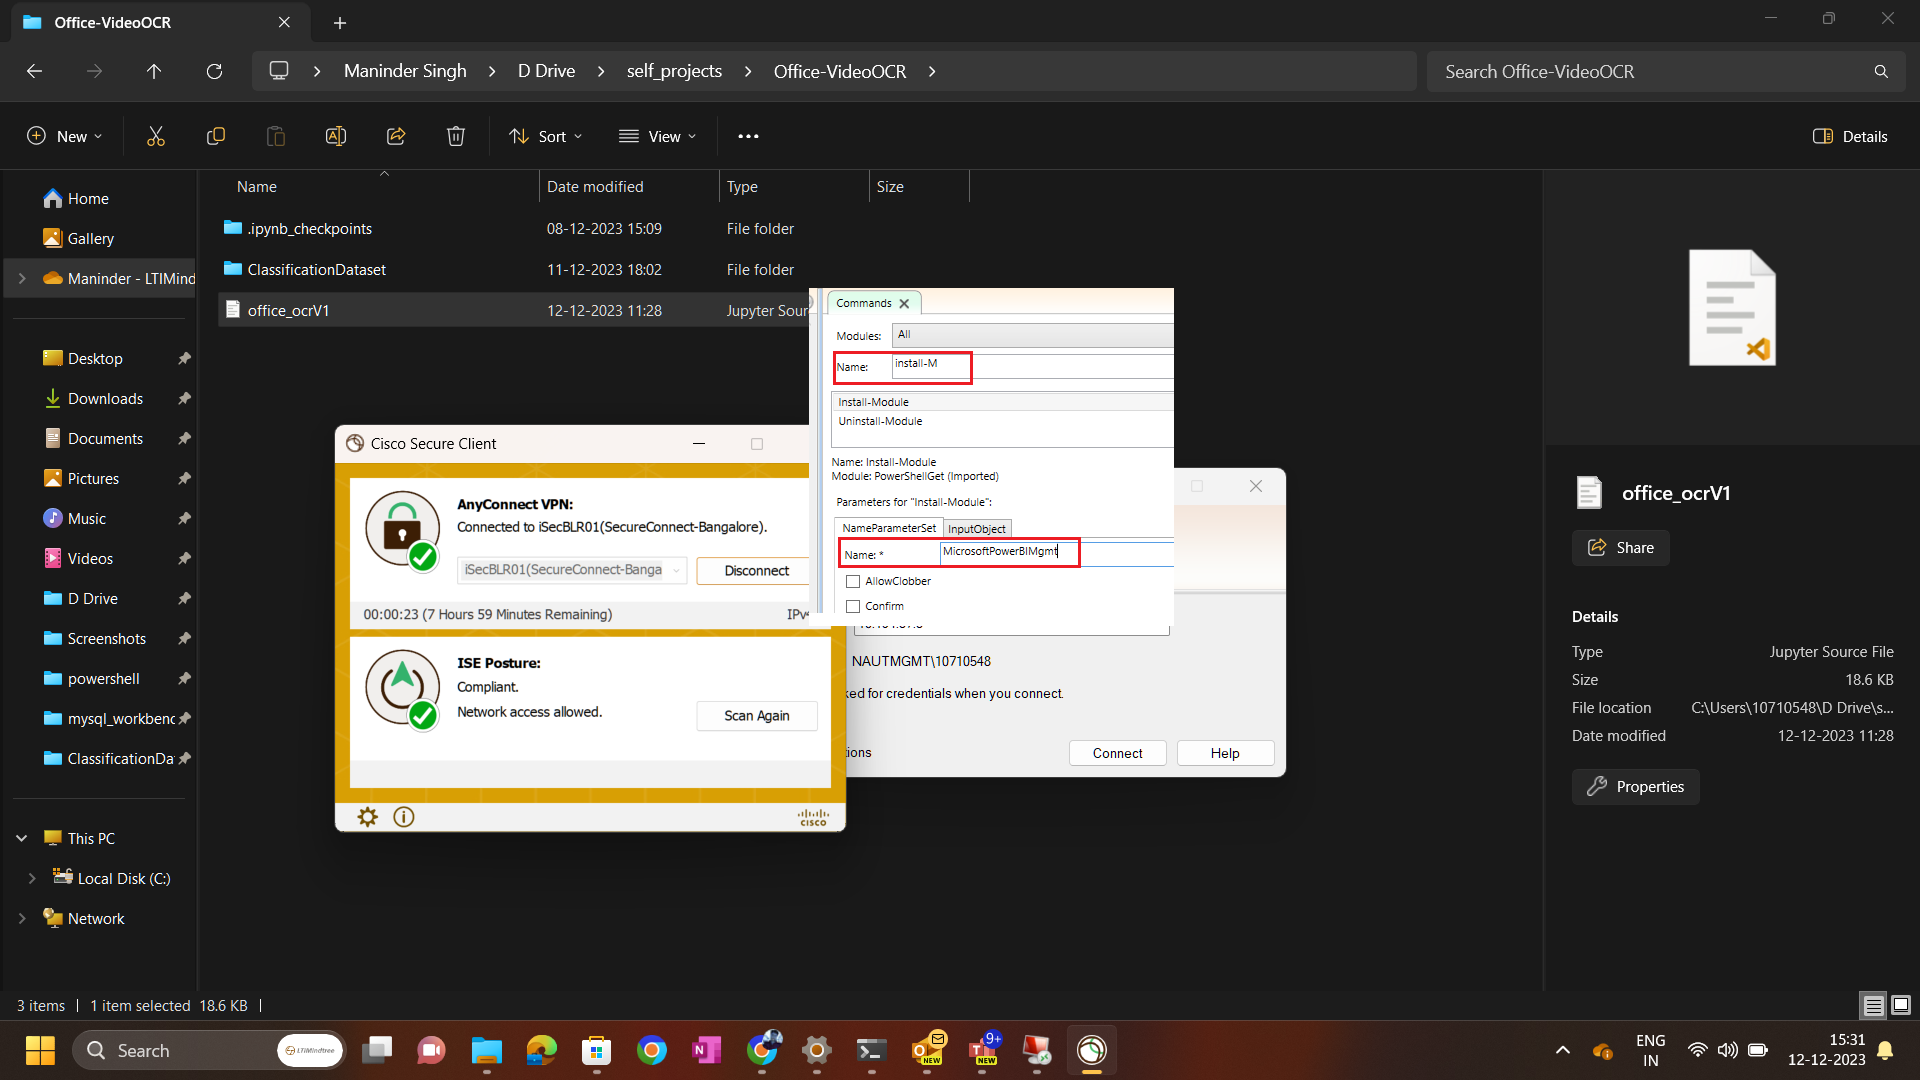 Office-VideoOCR
Maninder Singh
D Drive
self_projects
Office-VideoOCR
Search Office-VideoOCR
New
Sort
View
Details
Home
Gallery
Maninder - LTIMind
Desktop
Downloads
Documents
Pictures
Music
Videos
D Drive
Screenshots
powershell
mysql_workbenc
ClassificationDa
This PC
Local Disk (C:)
Network
Name Date modified Type Size
.ipynb_checkpoints 08-12-2023 15:09 File folder
ClassificationDataset 11-12-2023 18:02 File folder
office_ocrV1 12-12-2023 11:28 Jupyter Sour
Commands
Modules: All
Name: install-M
Install-Module
Uninstall-Module
Name: Install-Module
Module: PowerShellGet (Imported)
Parameters for "Install-Module":
NameParameterSet InputObject
Name: * MicrosoftPowerBIMgmt
AllowClobber
Confirm
Cisco Secure Client
AnyConnect VPN:
Connected to iSecBLR01(SecureConnect-Bangalore).
iSecBLR01(SecureConnect-Banga
Disconnect
00:00:23 (7 Hours 59 Minutes Remaining) IPv
ISE Posture:
Compliant.
Network access allowed.
Scan Again
cisco
NAUTMGMT\10710548
ked for credentials when you connect.
tions
Connect
Help
office_ocrV1
Share
Details
Type Jupyter Source File
Size 18.6 KB
File location C:\Users\10710548\D Drive\s...
Date modified 12-12-2023 11:28
Properties
3 items
1 item selected 18.6 KB
Search
LTIMindtree
NEW
9+
NEW
ENG
IN
15:31
12-12-2023